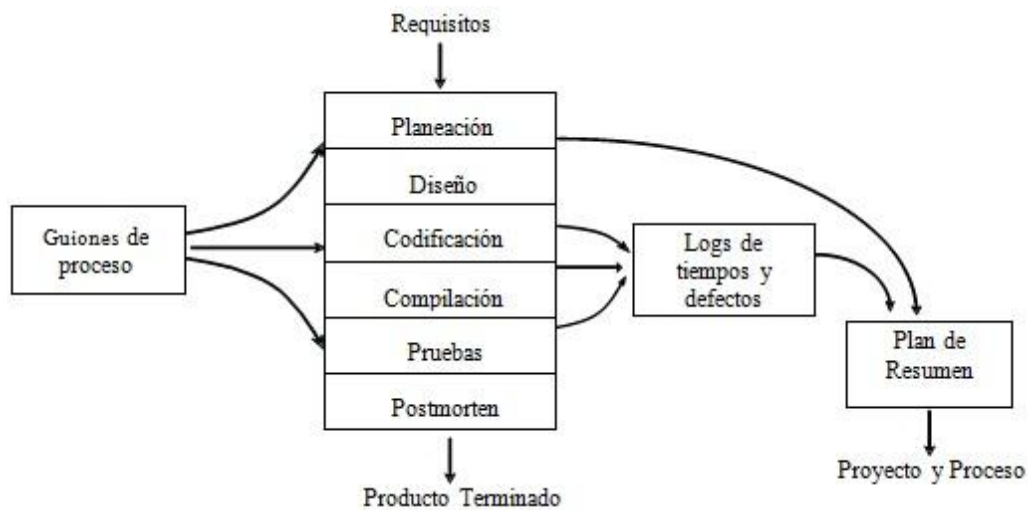 Requisitos
Planeación
Diseño
Guiones de
proceso
Codificación
Logs de
tiempos y
defectos
Compilación
Pruebas
Plan de
Resumen
Postmorten
Producto Terminado
Proyecto y Proceso